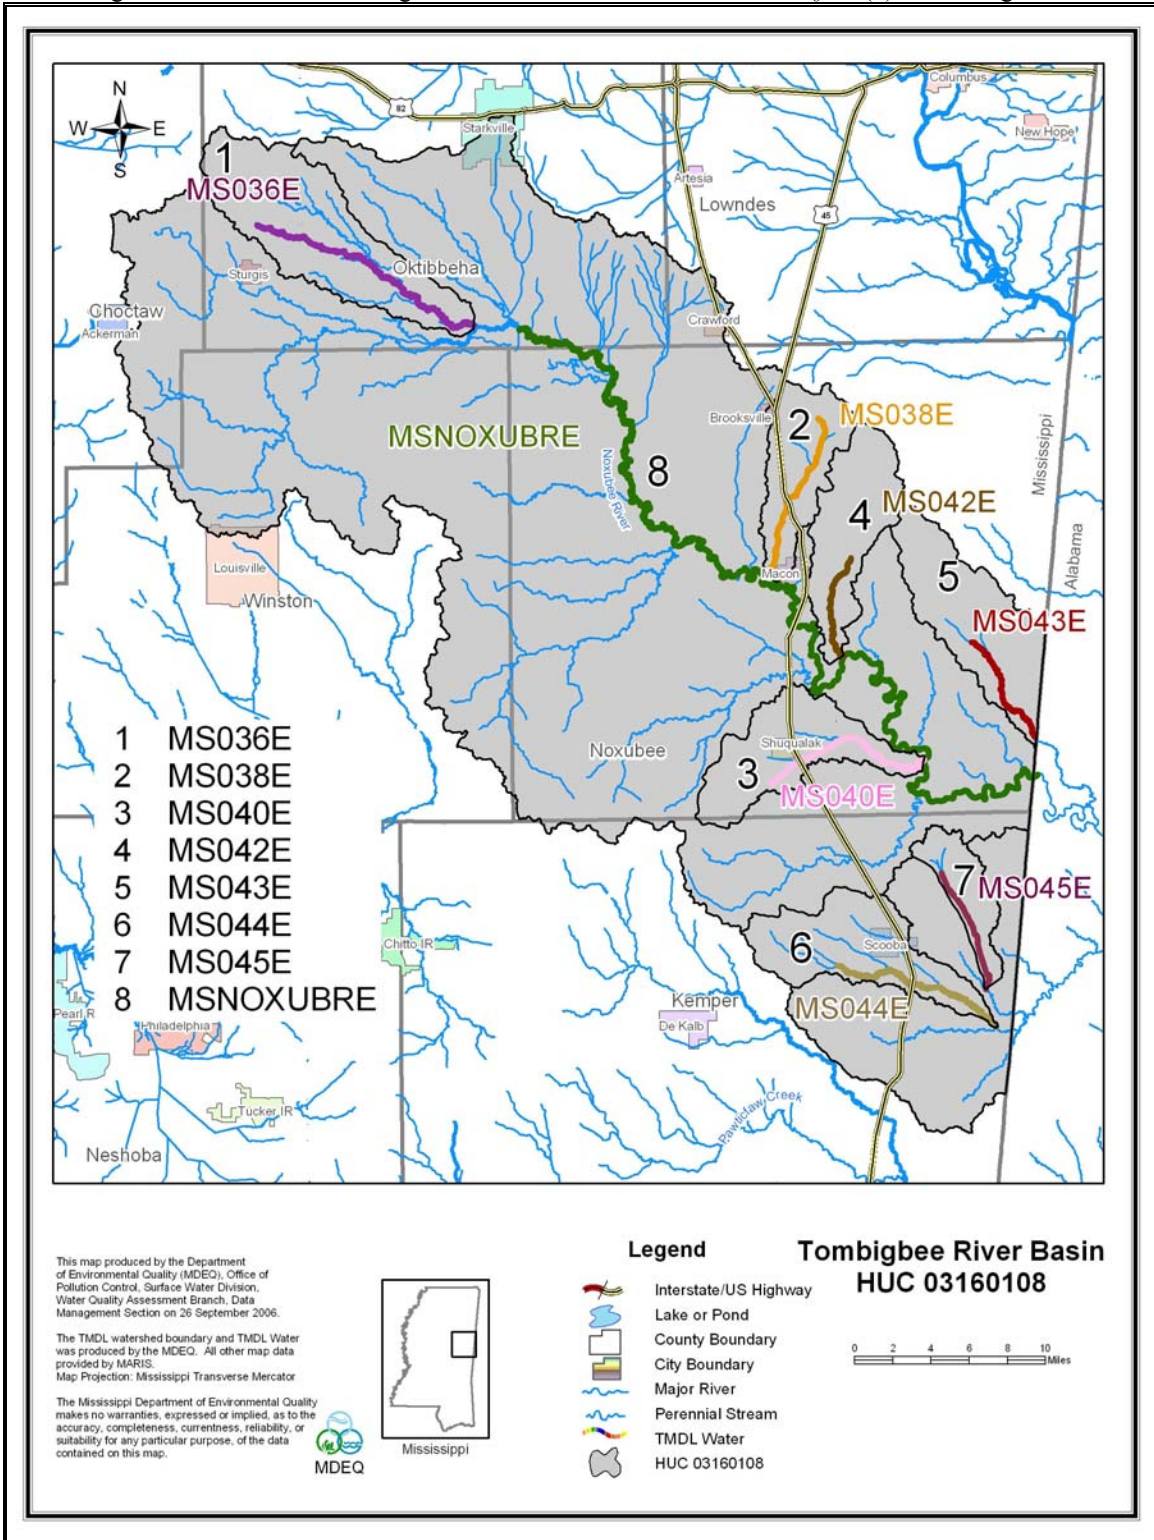 N
W E
S
82
Starkville
Columbus
New Hope
Artesia
Lowndes
45
1
MS036E
Sturgis
Oktibbeha
Choctaw
Ackerman
Crawford
Brooksville
2
MS038E
MSNOXUBRE
8
Noxubee River
4
MS042E
Mississippi
Alabama
5
MS043E
Macon
Louisville
Winston
Noxubee
Shuqualak
3
MS040E
1 MS036E
2 MS038E
3 MS040E
4 MS042E
5 MS043E
6 MS044E
7 MS045E
8 MSNOXUBRE
7
MS045E
Scooba
6
MS044E
Chitto IR
Kemper
De Kalb
Pearl R
Philadelphia
Tucker IR
Neshoba
Pawticfaw Creek
This map produced by the Department
of Environmental Quality (MDEQ), Office of
Pollution Control, Surface Water Division,
Water Quality Assessment Branch, Data
Management Section on 26 September 2006.
The TMDL watershed boundary and TMDL Water
was produced by the MDEQ. All other map data
provided by MARIS.
Map Projection: Mississippi Transverse Mercator
The Mississippi Department of Environmental Quality
makes no warranties, expressed or implied, as to the
accuracy, completeness, currentness, reliability, or
suitability for any particular purpose, of the data
contained on this map.
MDEQ
Mississippi
Legend
Interstate/US Highway
Lake or Pond
County Boundary
City Boundary
Major River
Perennial Stream
TMDL Water
HUC 03160108
Tombigbee River Basin
HUC 03160108
0 2 4 6 8 10
Miles